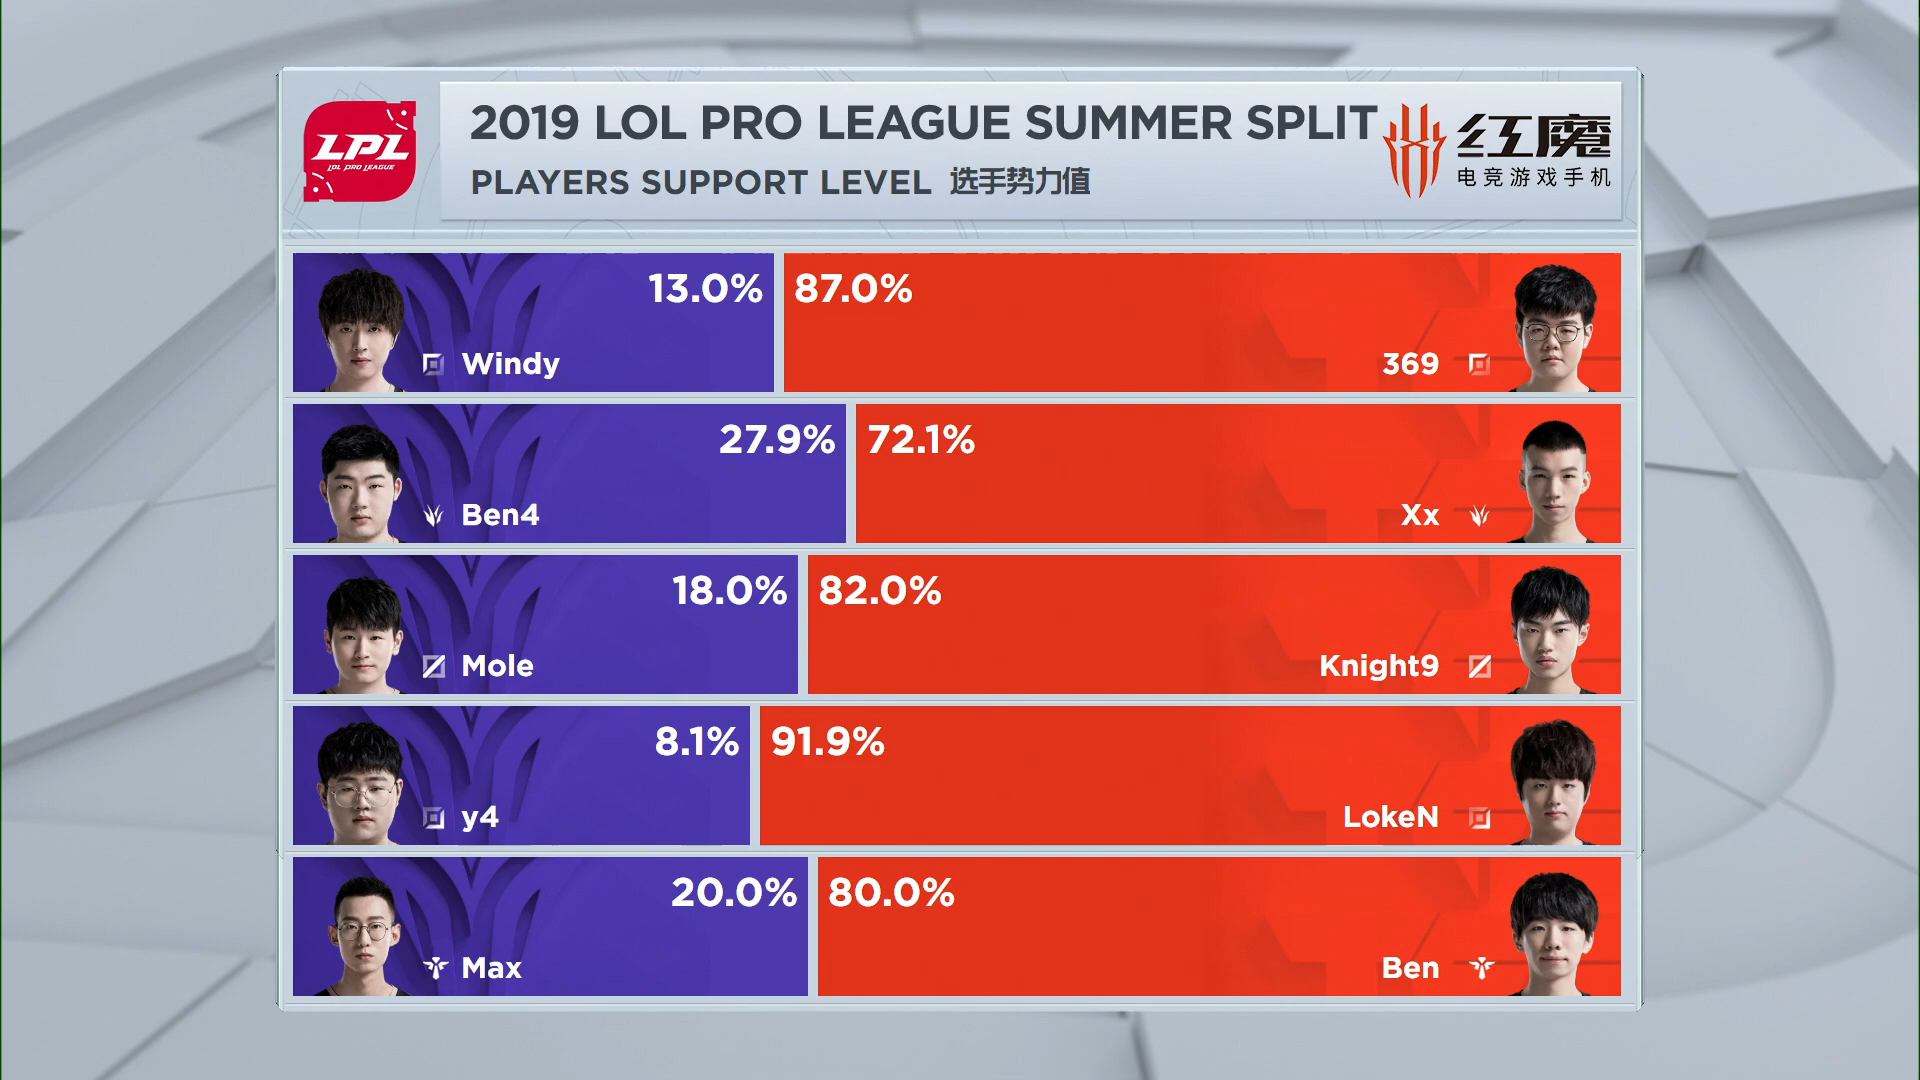 LPL
LOL PRO LEAGUE
2019 LOL PRO LEAGUE SUMMER SPLIT
PLAYERS SUPPORT LEVEL 选手势力值
红魔
电竞游戏手机
13.0% 87.0%
Windy 369
27.9% 72.1%
Ben4 Xx
18.0% 82.0%
Mole Knight9
8.1% 91.9%
y4 LokeN
20.0% 80.0%
Max Ben